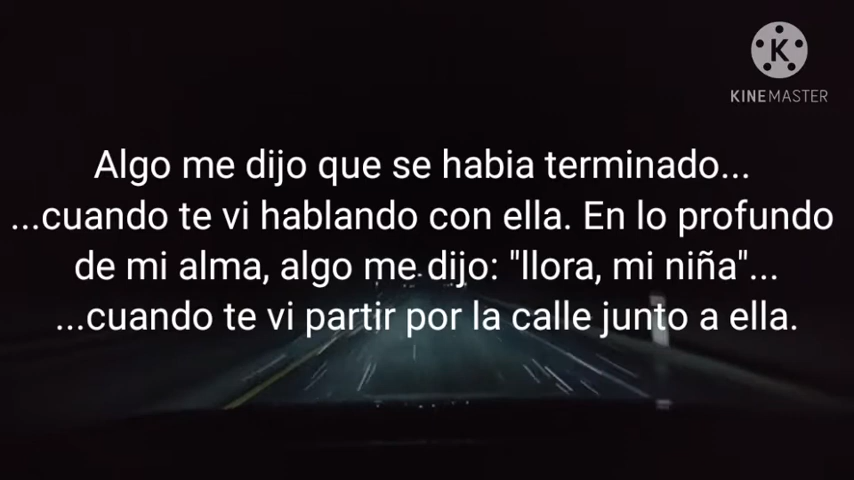 KINEMASTER
Algo me dijo que se habia terminado...
...cuando te vi hablando con ella. En lo profundo
de mi alma, algo me dijo: "llora, mi niña"...
...cuando te vi partir por la calle junto a ella.